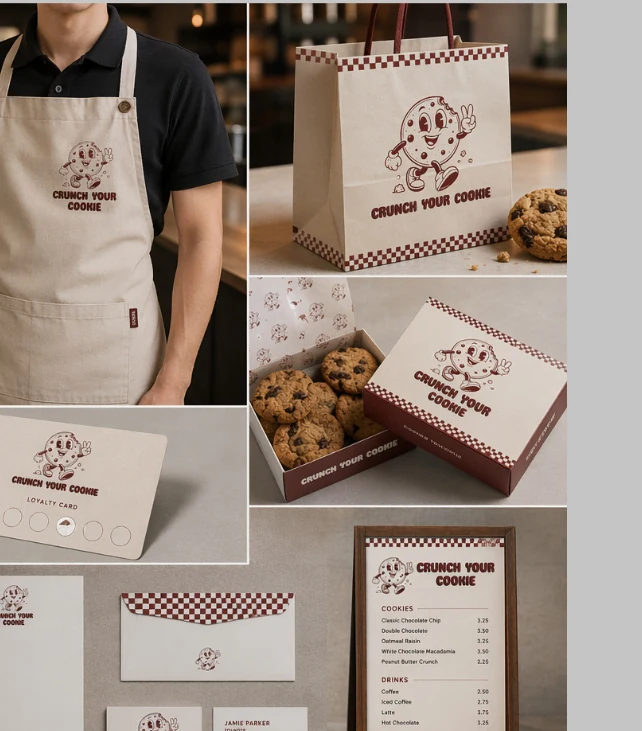 CRUNCH YOUR
COOKIE
CRUNCH YOUR COOKIE
CRUNCH YOUR
COOKIE
CRUNCH YOUR COOKIE
CRUNCH YOUR COOKIE
LOYALTY CARD
YOUR
COOKIE
CRUNCH YOUR
COOKIE
COOKIES
Classic Chocolate Chip 3.25
Double Chocolate 3.50
Oatmeal Raisin 3.25
White Chocolate Macadamia 3.50
Peanut Butter Crunch 2.25
DRINKS
Coffee 2.50
Iced Coffee 2.75
Latte 3.75
Hot Chocolate 3.25
JAMIE PARKER